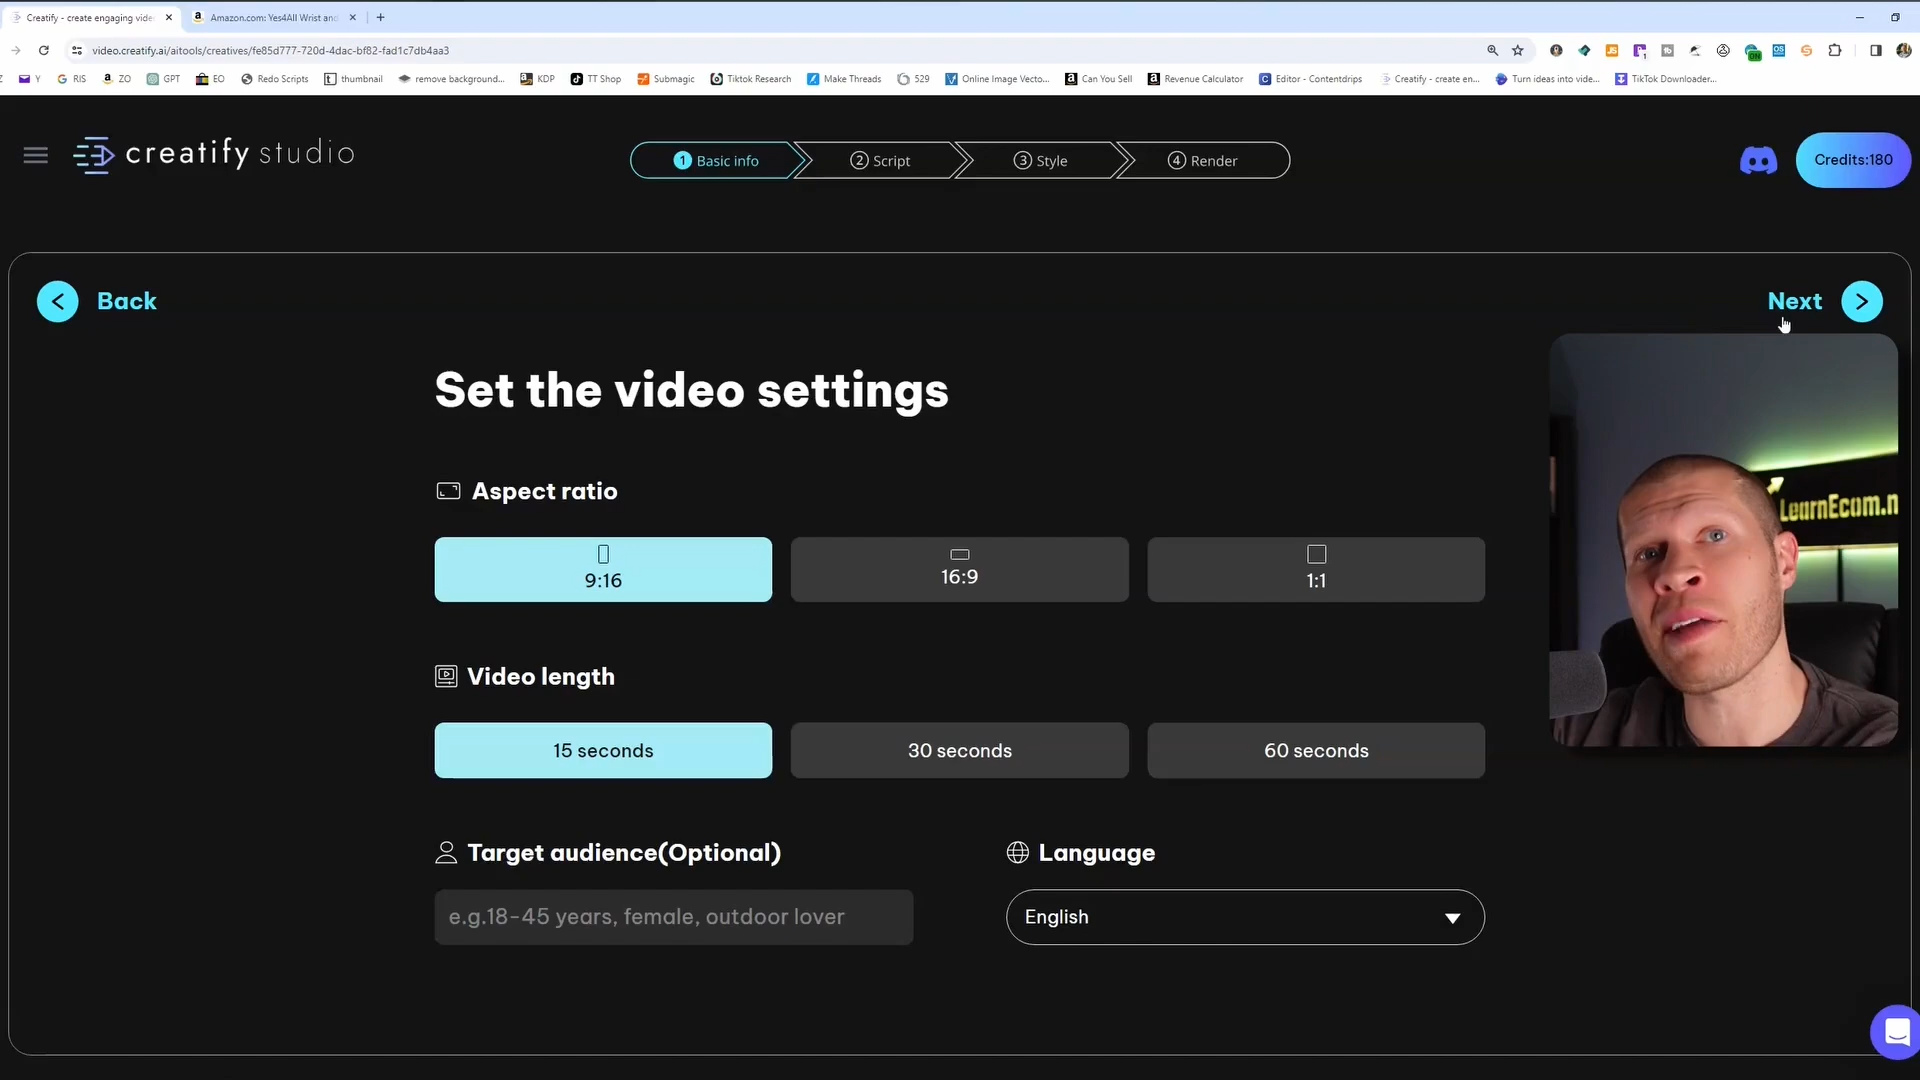 Creatify - create engaging vide
Amazon.com: Yes4All Wrist and
video.creatify.ai/aitools/creatives/fe85d777-720d-4dac-bf82-fad1c7db4aa3
Y
RIS
ZO
GPT
EO
Redo Scripts
thumbnail
remove background...
KDP
TT Shop
Submagic
Tiktok Research
Make Threads
529
Online Image Vecto...
Can You Sell
Revenue Calculator
Editor - Contentdrips
Creatify - create en...
Turn ideas into vide...
TikTok Downloader...
creatify studio
1 Basic info
2 Script
3 Style
4 Render
Credits:180
Back
Next
Set the video settings
Aspect ratio
9:16
16:9
1:1
LearnEcom.n
Video length
15 seconds
30 seconds
60 seconds
Target audience(Optional)
Language
e.g.18-45 years, female, outdoor lover
English